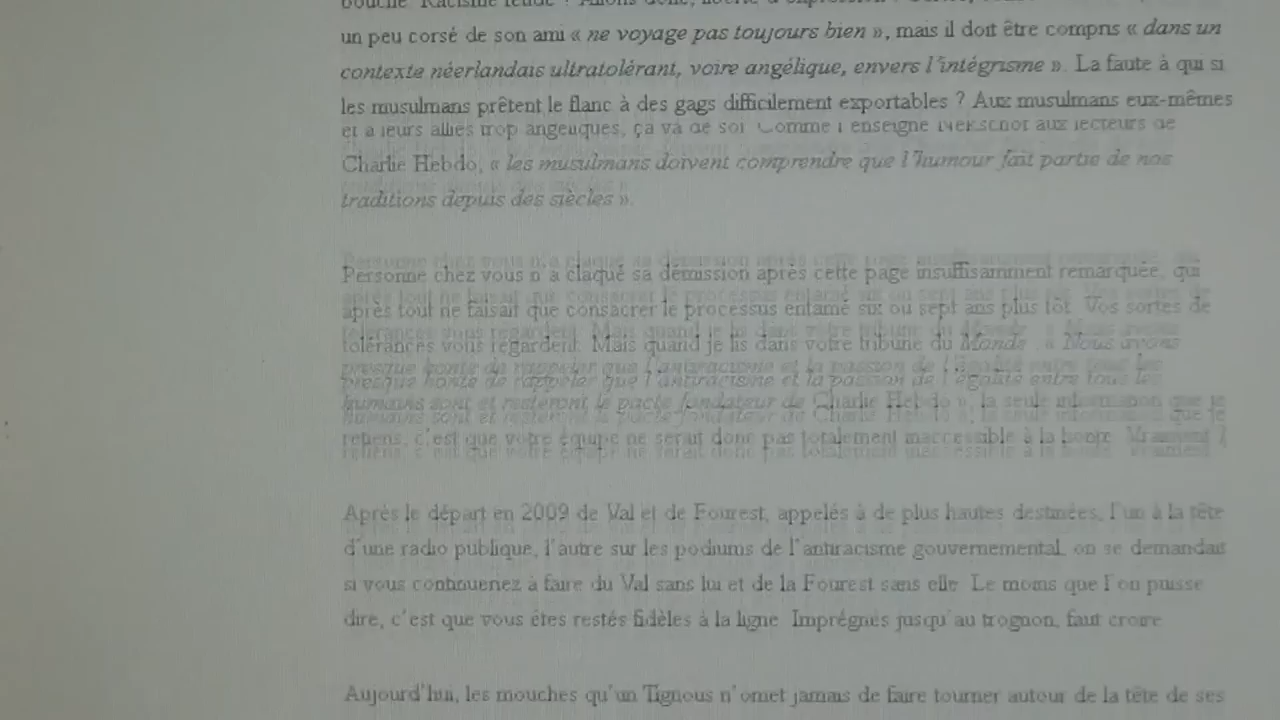 un peu corsé de son ami « ne voyage pas toujours bien », mais il doit être compris « dans un
contexte néerlandais ultratolérant, voire angélique, envers l'intégrisme ». La faute à qui si
les musulmans prêtent le flanc à des gags difficilement exportables ? Aux musulmans eux-mêmes
et à leurs alliés trop angéliques, ça va de soi. Comme l'enseigne Nekschot aux lecteurs de
Charlie Hebdo, « les musulmans doivent comprendre que l'humour fait partie de nos
traditions depuis des siècles ».
Personne chez vous n'a claqué sa démission après cette page insuffisamment remarquée, qui
après tout ne faisait que consacrer le processus entamé six ou sept ans plus tôt. Vos sortes de
tolérances vous regardent. Mais quand je lis dans votre tribune du Monde : « Nous avons
presque honte de rappeler que l'antiracisme et la passion de l'égalité entre tous les
humains sont et resteront le pacte fondateur de Charlie Hebdo », la seule information que je
retiens, c'est que votre équipe ne serait donc pas totalement inaccessible à la honte. Vraiment ?
Après le départ en 2009 de Val et de Fourest, appelés à de plus hautes destinées, l'un à la tête
d'une radio publique, l'autre sur les podiums de l'antiracisme gouvernemental, on se demandait
si vous continueriez à faire du Val sans lui et de la Fourest sans elle. Le moins que l'on puisse
dire, c'est que vous êtes restés fidèles à la ligne. Imprégnés jusqu'au trognon, faut croire.
Aujourd'hui, les mouches qu'un Tignous n'omet jamais de faire tourner autour de la tête de ses